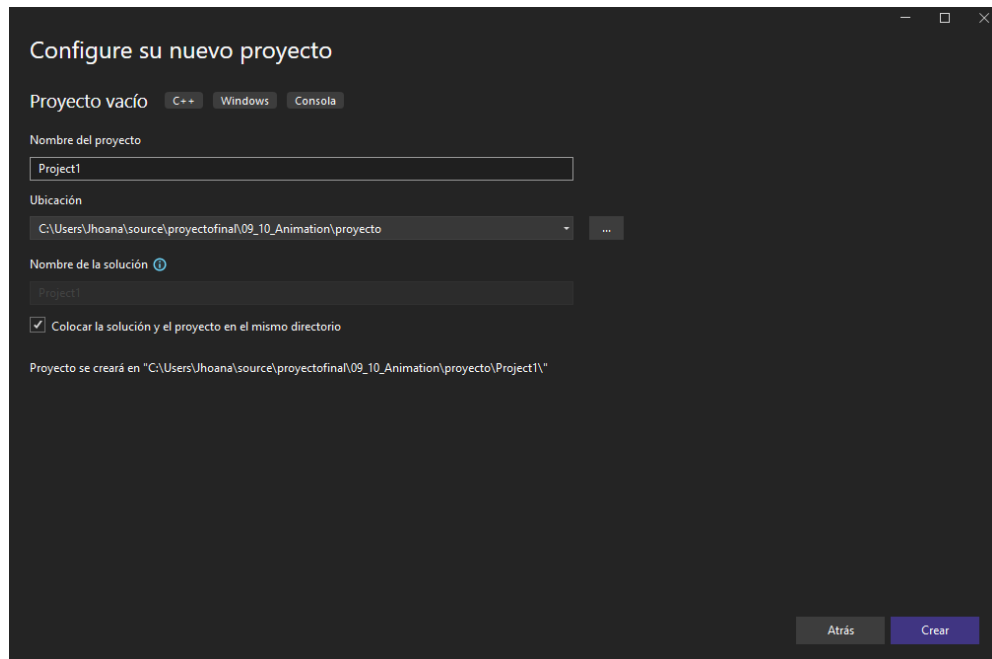 Configure su nuevo proyecto
Proyecto vacío C++ Windows Consola
Nombre del proyecto
Project1
Ubicación
C:\Users\Jhoana\source\proyectofinal\09_10_Animation\proyecto ...
Nombre de la solución
Project1
Colocar la solución y el proyecto en el mismo directorio
Proyecto se creará en "C:\Users\Jhoana\source\proyectofinal\09_10_Animation\proyecto\Project1\"
Atrás Crear